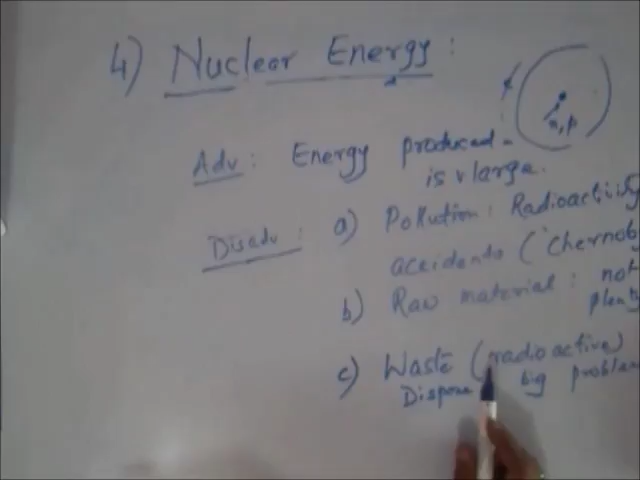 4) Nuclear Energy :
n, p
Adv : Energy produced
is v large.
Disadv : a) Pollution : Radioactivity
accidents ( Chernob
b) Raw material : not
plenty
c) Waste (radioactive)
Dispose big problem